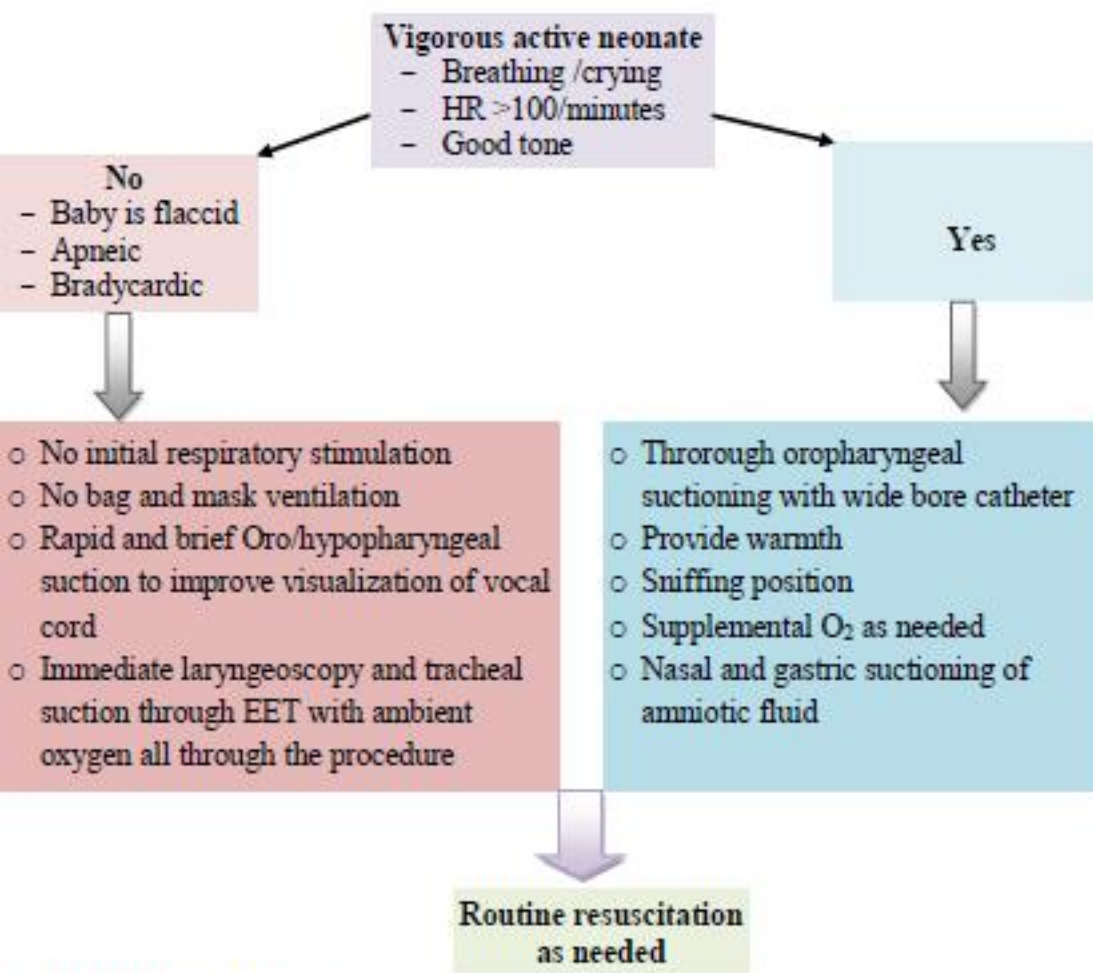 Vigorous active neonate
– Breathing /crying
– HR >100/minutes
– Good tone
No
– Baby is flaccid
– Apneic
– Bradycardic
Yes
○ No initial respiratory stimulation
○ No bag and mask ventilation
○ Rapid and brief Oro/hypopharyngeal
suction to improve visualization of vocal
cord
○ Immediate laryngeoscopy and tracheal
suction through EET with ambient
oxygen all through the procedure
○ Throrough oropharyngeal
suctioning with wide bore catheter
○ Provide warmth
○ Sniffing position
○ Supplemental O₂ as needed
○ Nasal and gastric suctioning of
amniotic fluid
Routine resuscitation
as needed